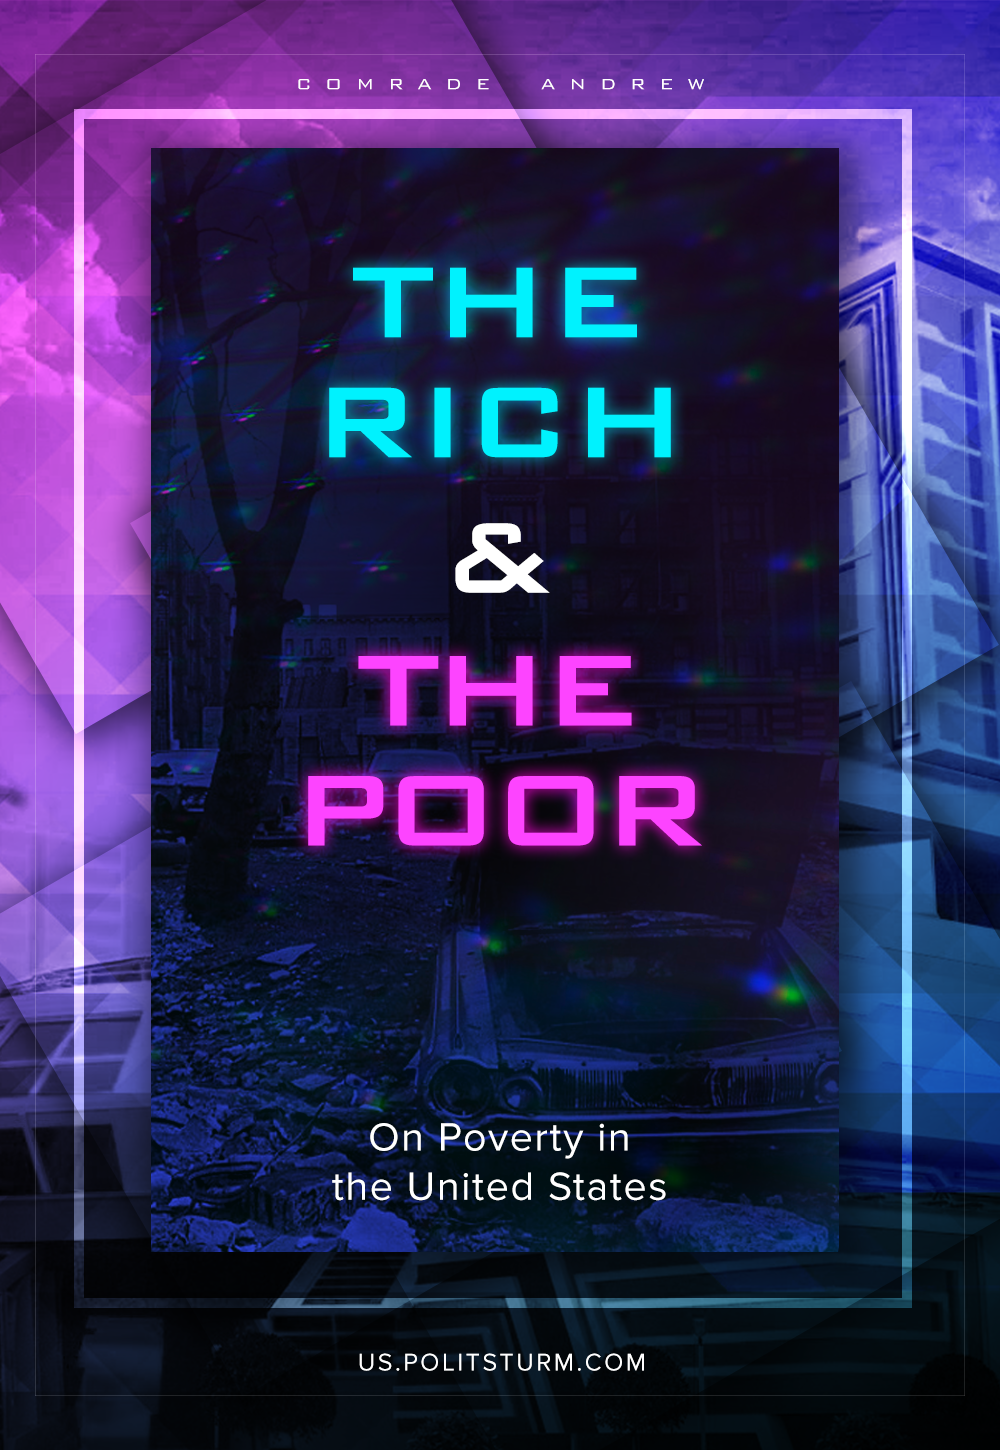 COMRADE ANDREW
THE
RICH
&
THE
POOR
On Poverty in
the United States
US.POLITSTURM.COM